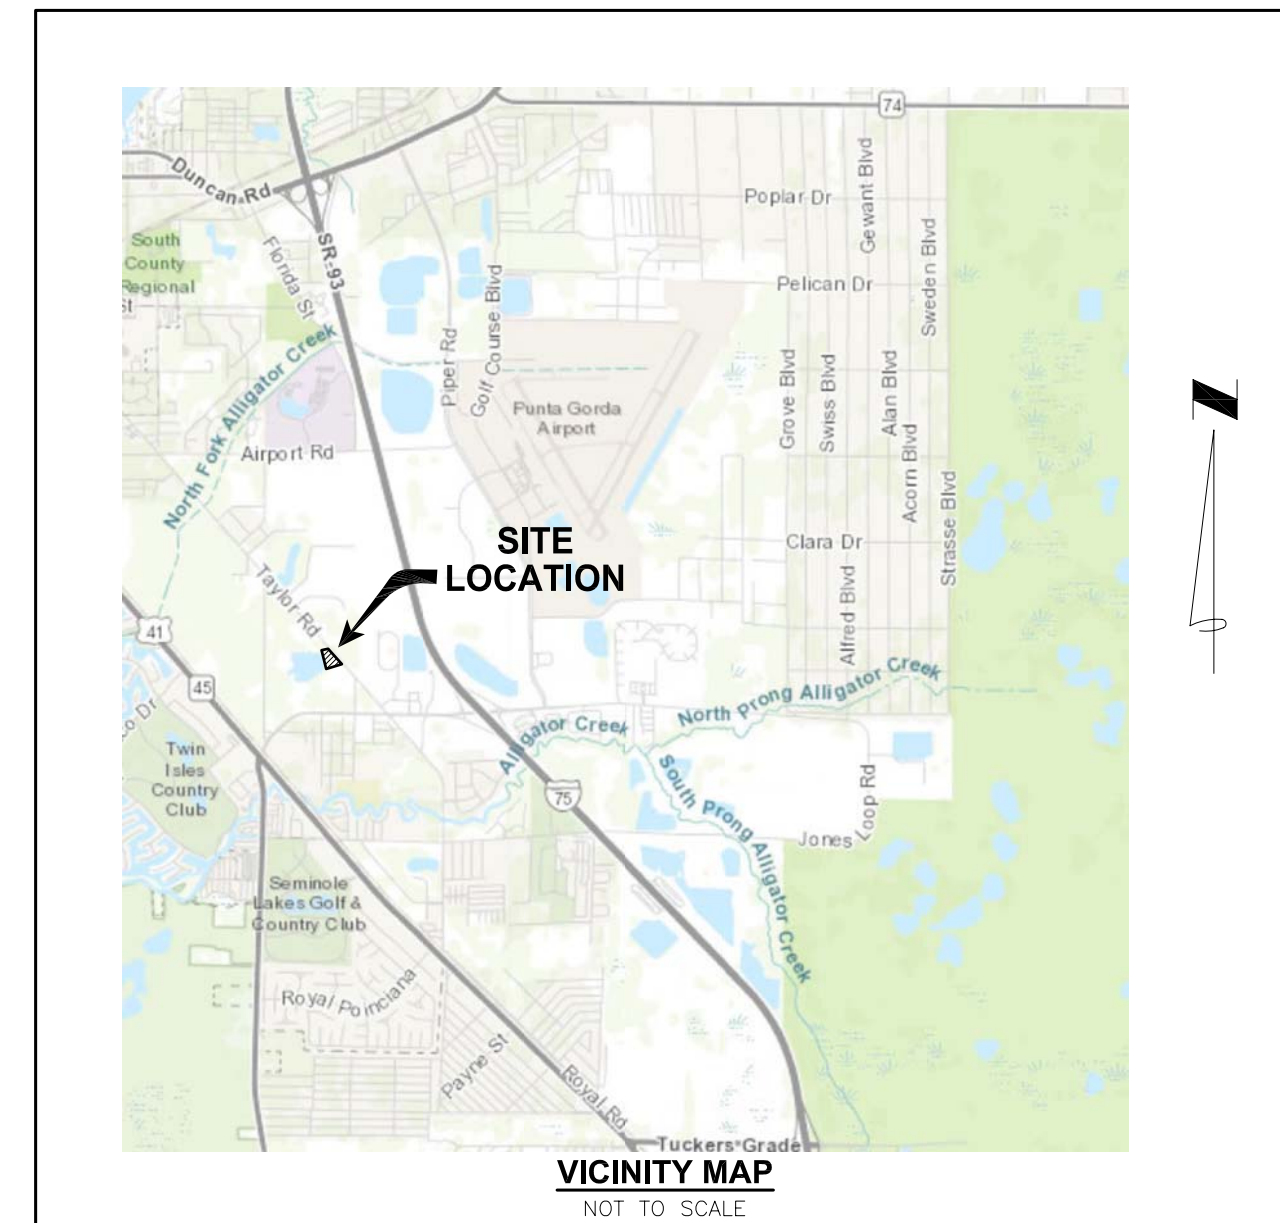 74
Duncan Rd
Poplar Dr
Gewant Blvd
South
County
Regional
St
Florida St
SR-93
Sweden Blvd
Pelican Dr
Golf Course Blvd
Piper Rd
North Fork Alligator Creek
Grove Blvd
Swiss Blvd
Alan Blvd
Punta Gorda
Airport
Airport Rd
Acorn Blvd
Strasse Blvd
SITE
LOCATION
Clara Dr
Taylor Rd
Alfred Blvd
41
45
North Prong Alligator Creek
Alligator Creek
co Dr
Twin
Isles
Country
Club
75
South Prong Alligator Creek
Loop Rd
Jones
Seminole
Lakes Golf &
Country Club
Royal Poinciana
Payne St
Royal Rd
Tuckers Grade
VICINITY MAP
NOT TO SCALE